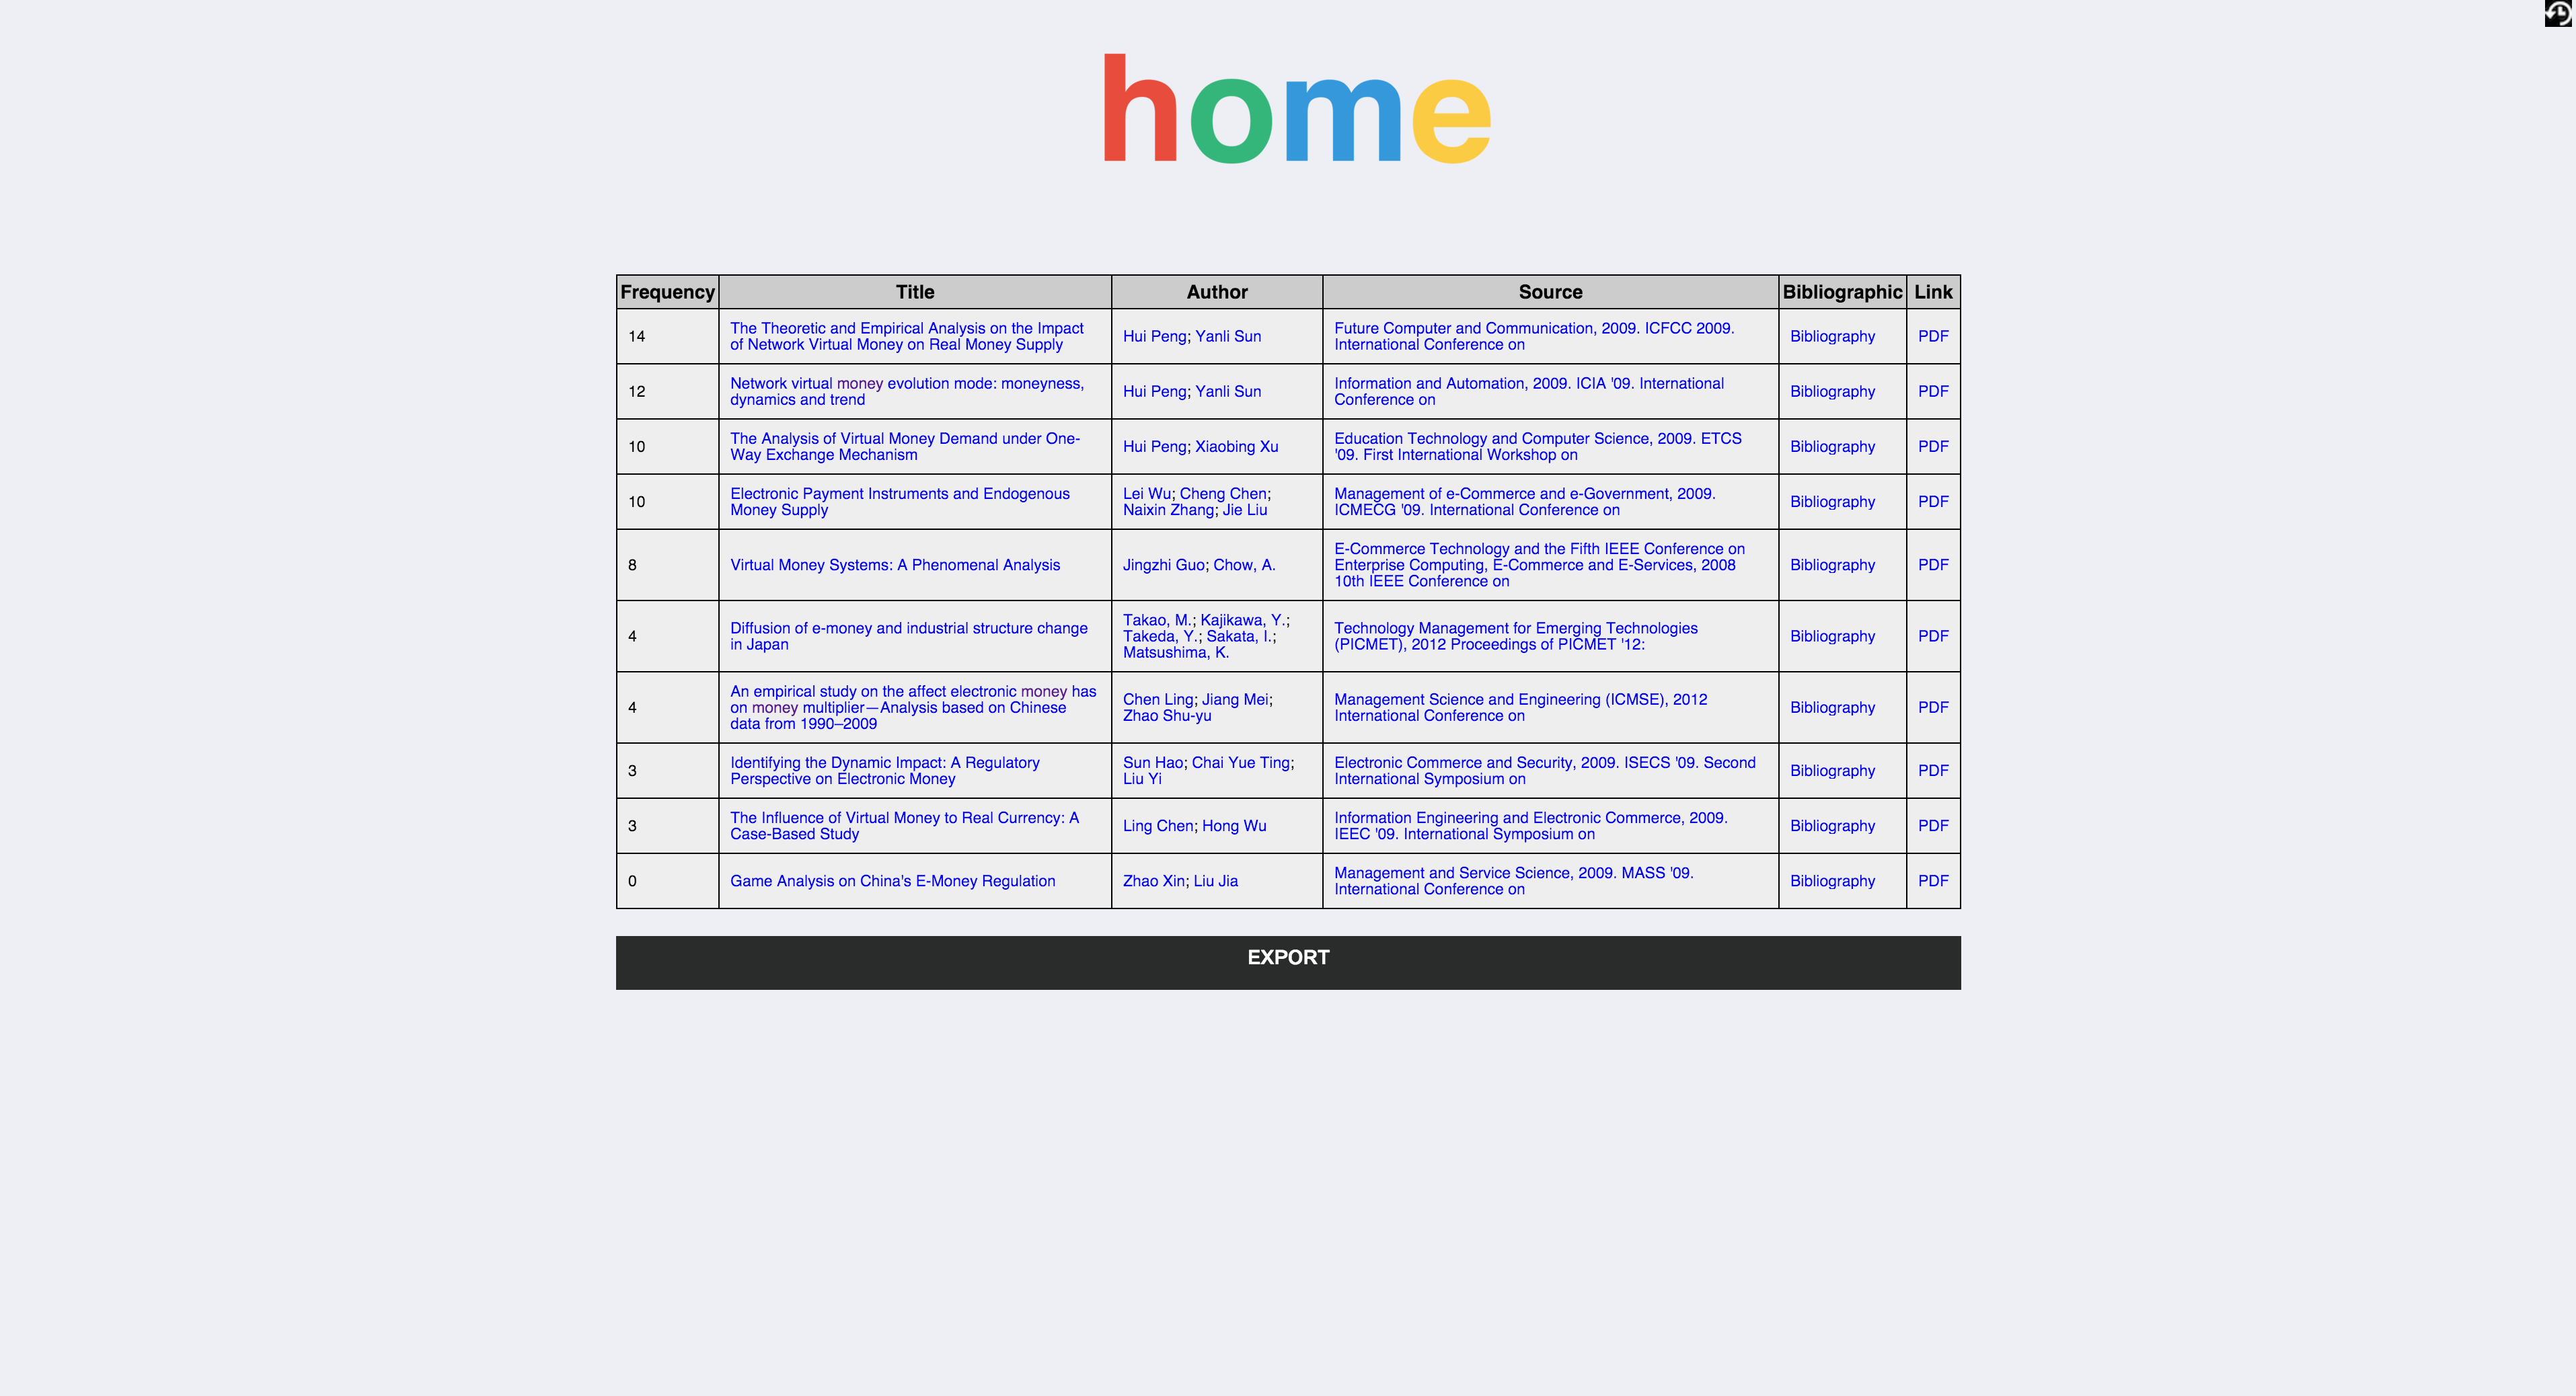 home
Frequency Title Author Source Bibliographic Link
14
The Theoretic and Empirical Analysis on the Impact
of Network Virtual Money on Real Money Supply
Hui Peng; Yanli Sun
Future Computer and Communication, 2009. ICFCC 2009.
International Conference on
Bibliography
PDF
12
Network virtual money evolution mode: moneyness,
dynamics and trend
Hui Peng; Yanli Sun
Information and Automation, 2009. ICIA '09. International
Conference on
Bibliography
PDF
10
The Analysis of Virtual Money Demand under One-
Way Exchange Mechanism
Hui Peng; Xiaobing Xu
Education Technology and Computer Science, 2009. ETCS
'09. First International Workshop on
Bibliography
PDF
10
Electronic Payment Instruments and Endogenous
Money Supply
Lei Wu; Cheng Chen;
Naixin Zhang; Jie Liu
Management of e-Commerce and e-Government, 2009.
ICMECG '09. International Conference on
Bibliography
PDF
8
Virtual Money Systems: A Phenomenal Analysis
Jingzhi Guo; Chow, A.
E-Commerce Technology and the Fifth IEEE Conference on
Enterprise Computing, E-Commerce and E-Services, 2008
10th IEEE Conference on
Bibliography
PDF
4
Diffusion of e-money and industrial structure change
in Japan
Takao, M.; Kajikawa, Y.;
Takeda, Y.; Sakata, I.;
Matsushima, K.
Technology Management for Emerging Technologies
(PICMET), 2012 Proceedings of PICMET '12:
Bibliography
PDF
4
An empirical study on the affect electronic money has
on money multiplier—Analysis based on Chinese
data from 1990–2009
Chen Ling; Jiang Mei;
Zhao Shu-yu
Management Science and Engineering (ICMSE), 2012
International Conference on
Bibliography
PDF
3
Identifying the Dynamic Impact: A Regulatory
Perspective on Electronic Money
Sun Hao; Chai Yue Ting;
Liu Yi
Electronic Commerce and Security, 2009. ISECS '09. Second
International Symposium on
Bibliography
PDF
3
The Influence of Virtual Money to Real Currency: A
Case-Based Study
Ling Chen; Hong Wu
Information Engineering and Electronic Commerce, 2009.
IEEC '09. International Symposium on
Bibliography
PDF
0
Game Analysis on China's E-Money Regulation
Zhao Xin; Liu Jia
Management and Service Science, 2009. MASS '09.
International Conference on
Bibliography
PDF
EXPORT